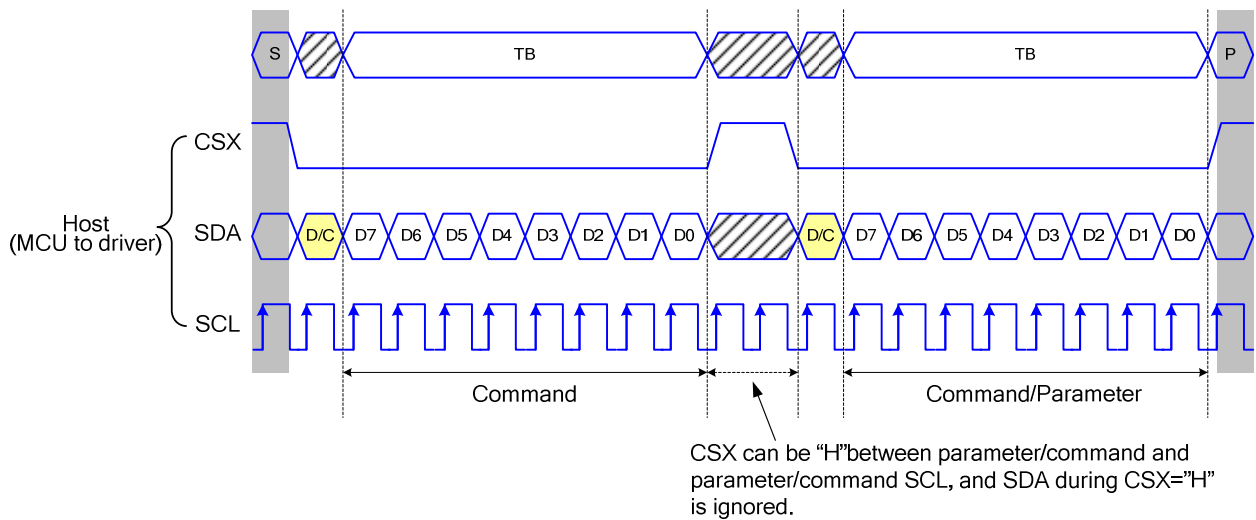 S TB TB P
CSX
Host
(MCU to driver)
SDA D/C D7 D6 D5 D4 D3 D2 D1 D0 D/C D7 D6 D5 D4 D3 D2 D1 D0
SCL
Command Command/Parameter
CSX can be “H”between parameter/command and
parameter/command SCL, and SDA during CSX=”H”
is ignored.